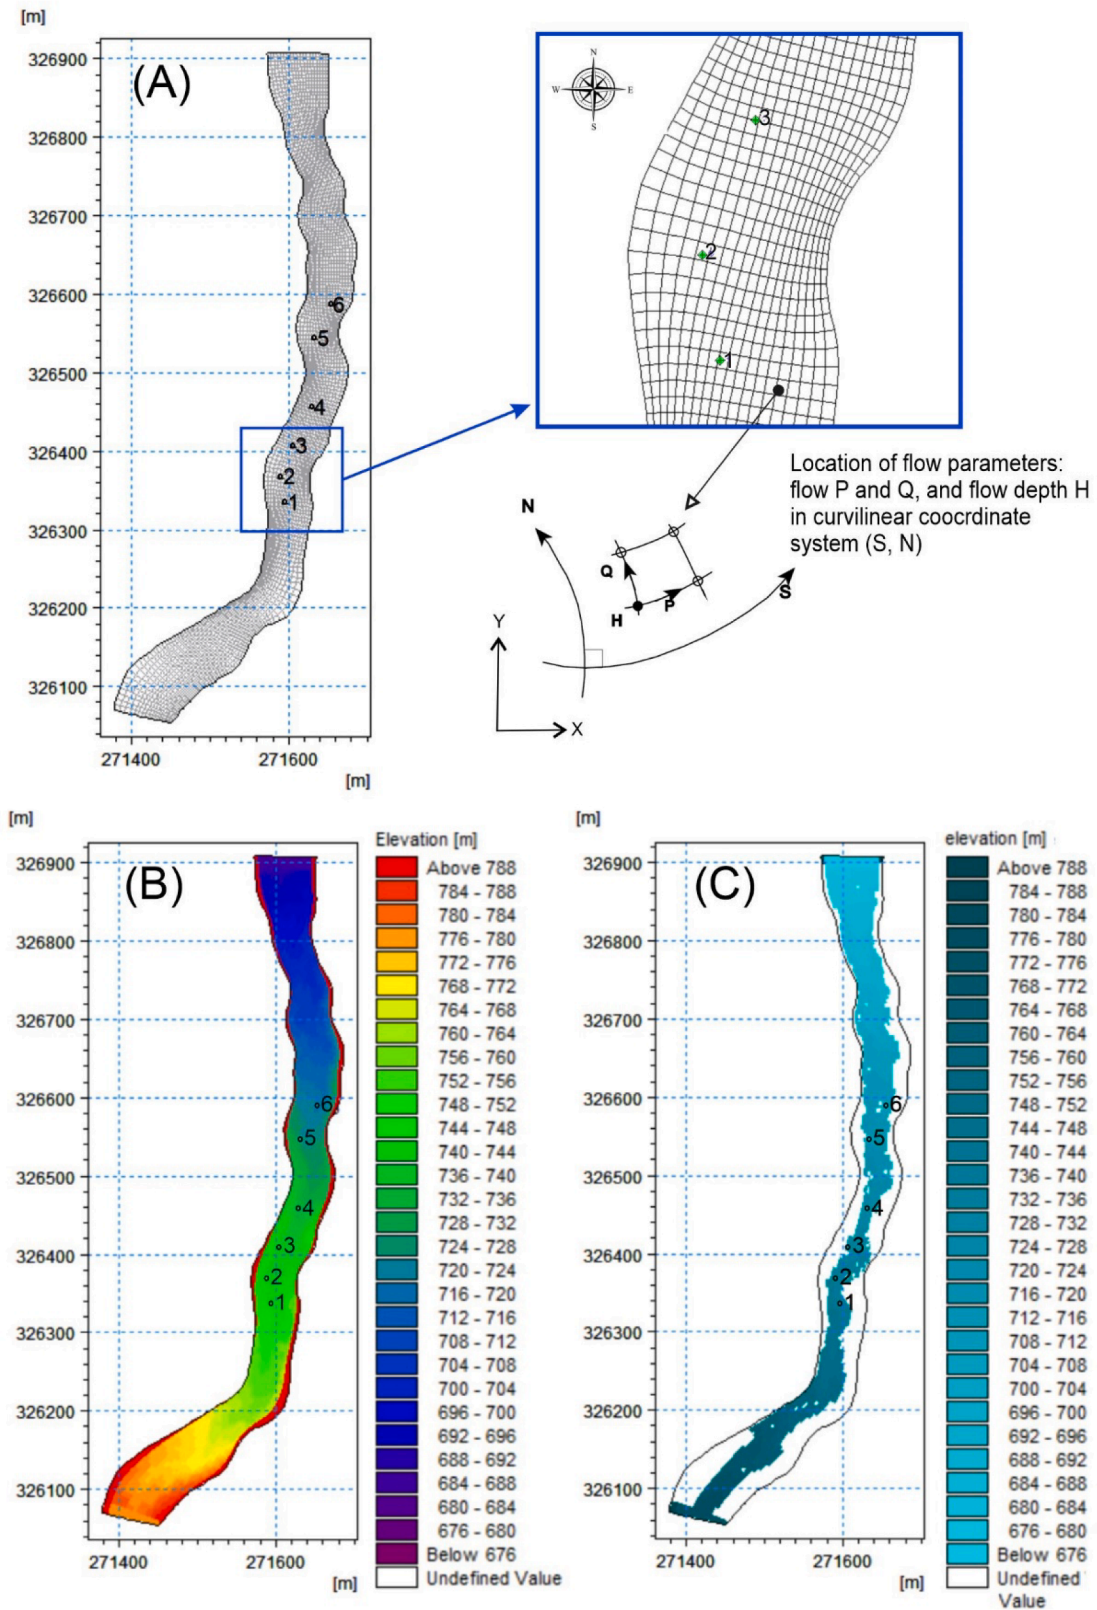 [m]
(A)
326900
326800
326700
326600
326500
326400
326300
326200
326100
6
5
4
3
2
1
271400
271600
[m]
N
W
E
S
3
2
1
Location of flow parameters:
flow P and Q, and flow depth H
in curvilinear coocrdinate
system (S, N)
N
Q
P
H
S
Y
X
[m]
(B)
326900
326800
326700
326600
326500
326400
326300
326200
326100
6
5
4
3
2
1
271400
271600
[m]
Elevation [m]
Above 788
784 - 788
780 - 784
776 - 780
772 - 776
768 - 772
764 - 768
760 - 764
756 - 760
752 - 756
748 - 752
744 - 748
740 - 744
736 - 740
732 - 736
728 - 732
724 - 728
720 - 724
716 - 720
712 - 716
708 - 712
704 - 708
700 - 704
696 - 700
692 - 696
688 - 692
684 - 688
680 - 684
676 - 680
Below 676
Undefined Value
[m]
(C)
326900
326800
326700
326600
326500
326400
326300
326200
326100
6
5
4
3
2
1
271400
271600
[m]
elevation [m]
Above 788
784 - 788
780 - 784
776 - 780
772 - 776
768 - 772
764 - 768
760 - 764
756 - 760
752 - 756
748 - 752
744 - 748
740 - 744
736 - 740
732 - 736
728 - 732
724 - 728
720 - 724
716 - 720
712 - 716
708 - 712
704 - 708
700 - 704
696 - 700
692 - 696
688 - 692
684 - 688
680 - 684
676 - 680
Below 676
Undefined
Value